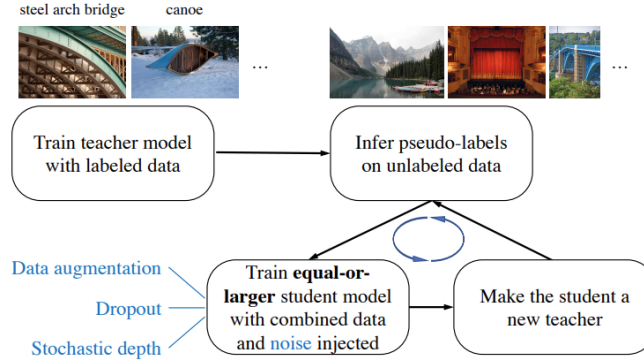 steel arch bridge
canoe
...
...
Train teacher model
with labeled data
Infer pseudo-labels
on unlabeled data
Data augmentation
Dropout
Stochastic depth
Train equal-or-
larger student model
with combined data
and noise injected
Make the student a
new teacher